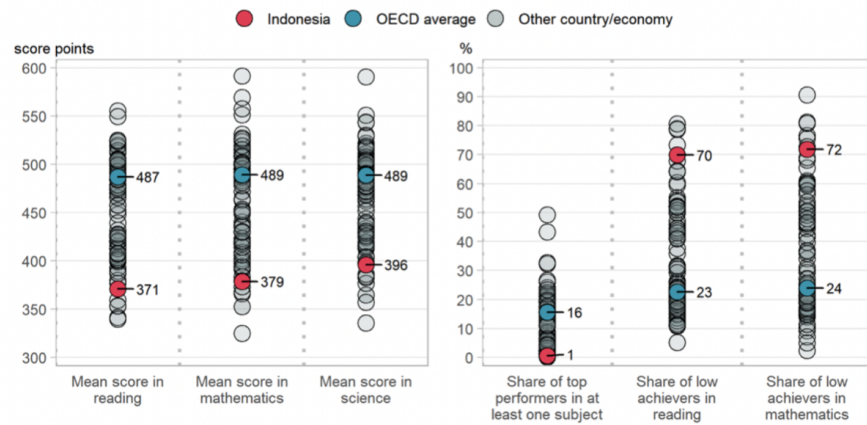 Indonesia OECD average Other country/economy
score points
600
550
500
450
400
350
300
487
371
489
379
489
396
Mean score in
reading
Mean score in
mathematics
Mean score in
science
%
100
90
80
70
60
50
40
30
20
10
0
16
1
70
23
72
24
Share of top
performers in at
least one subject
Share of low
achievers in
reading
Share of low
achievers in
mathematics